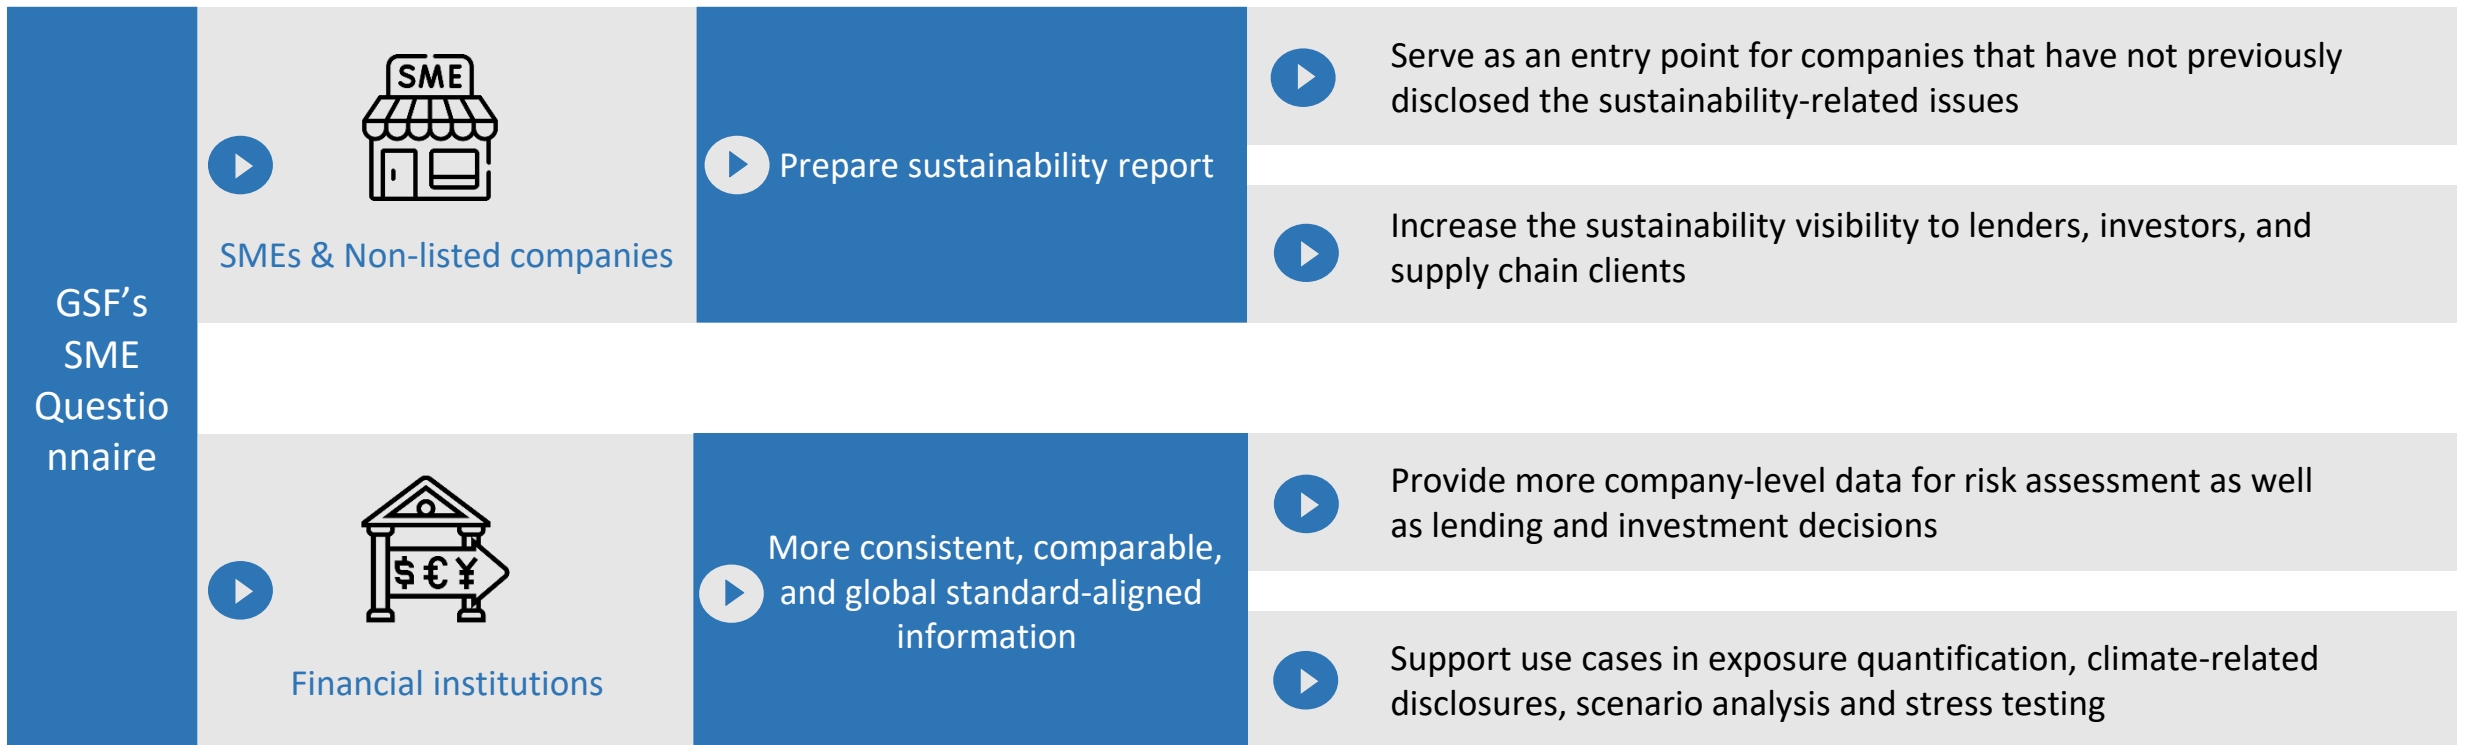 GSF's
SME
Questio
nnaire
SME
SMEs & Non-listed companies
Prepare sustainability report
Serve as an entry point for companies that have not previously
disclosed the sustainability-related issues
Increase the sustainability visibility to lenders, investors, and
supply chain clients
$ € ¥
Financial institutions
More consistent, comparable,
and global standard-aligned
information
Provide more company-level data for risk assessment as well
as lending and investment decisions
Support use cases in exposure quantification, climate-related
disclosures, scenario analysis and stress testing